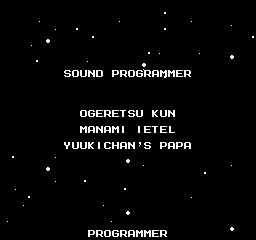 SOUND PROGRAMMER
OGERETSU KUN
MANAMI IETEL
YUUKICHAN'S PAPA
PROGRAMMER